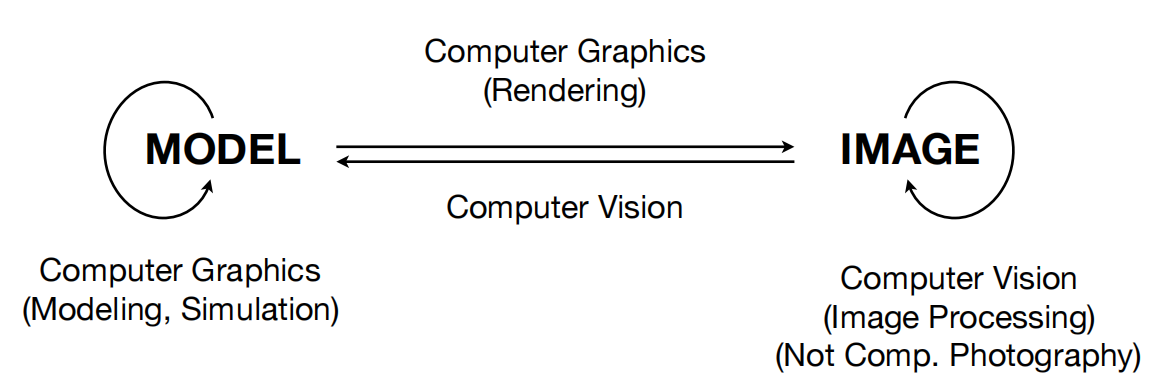 Computer Graphics
(Rendering)
MODEL
IMAGE
Computer Vision
Computer Graphics
(Modeling, Simulation)
Computer Vision
(Image Processing)
(Not Comp. Photography)